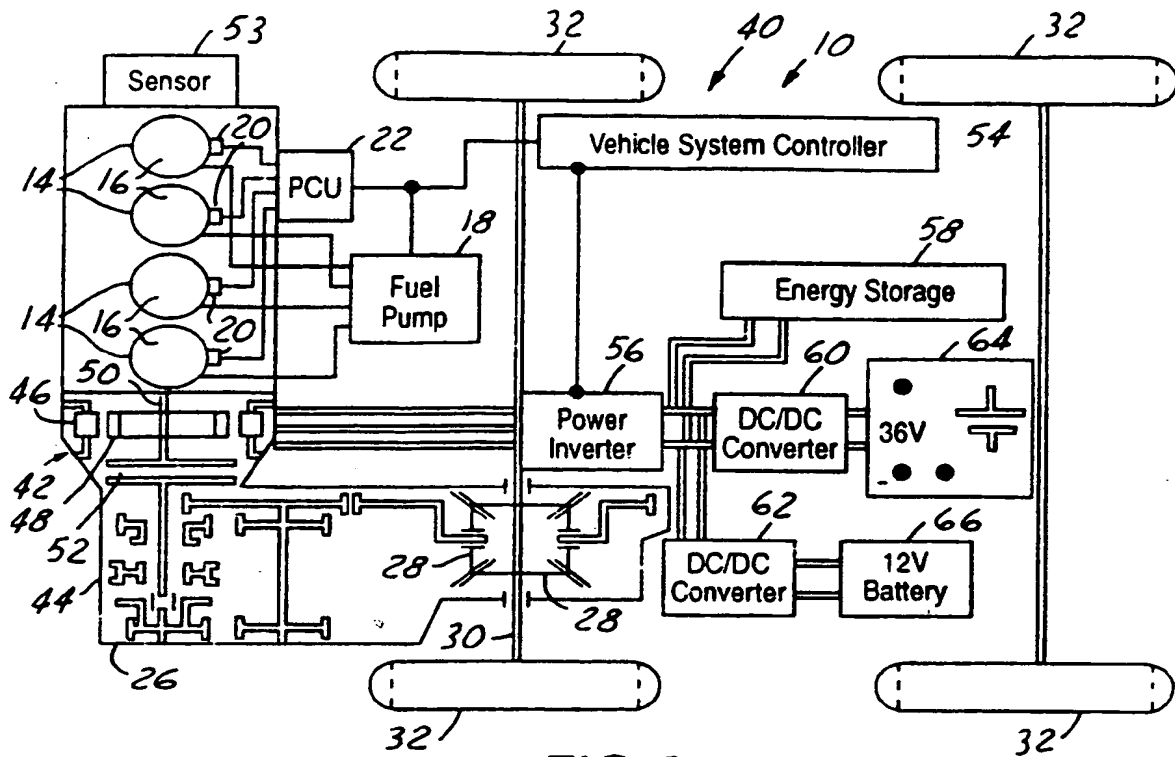 53
32
40
10
32
Sensor
20
22
54
Vehicle System Controller
14
16
PCU
20
18
58
14
16
20
Fuel
Pump
Energy Storage
16
20
50
56
60
64
46
Power
Inverter
DC/DC
Converter
36V
-
42
48
52
62
66
44
28
28
DC/DC
Converter
12V
Battery
26
30
32
32